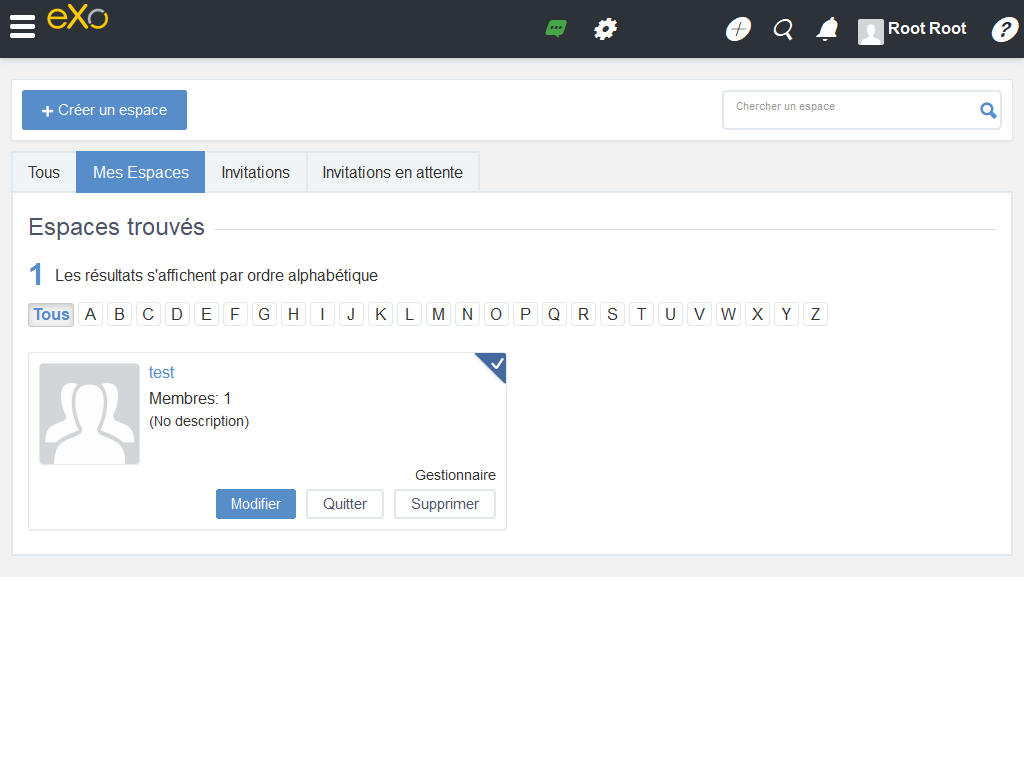 eXo
Root Root
?
+ Créer un espace
Chercher un espace
Tous Mes Espaces Invitations Invitations en attente
Espaces trouvés
1 Les résultats s'affichent par ordre alphabétique
Tous A B C D E F G H I J K L M N O P Q R S T U V W X Y Z
test
Membres: 1
(No description)
Gestionnaire
Modifier Quitter Supprimer